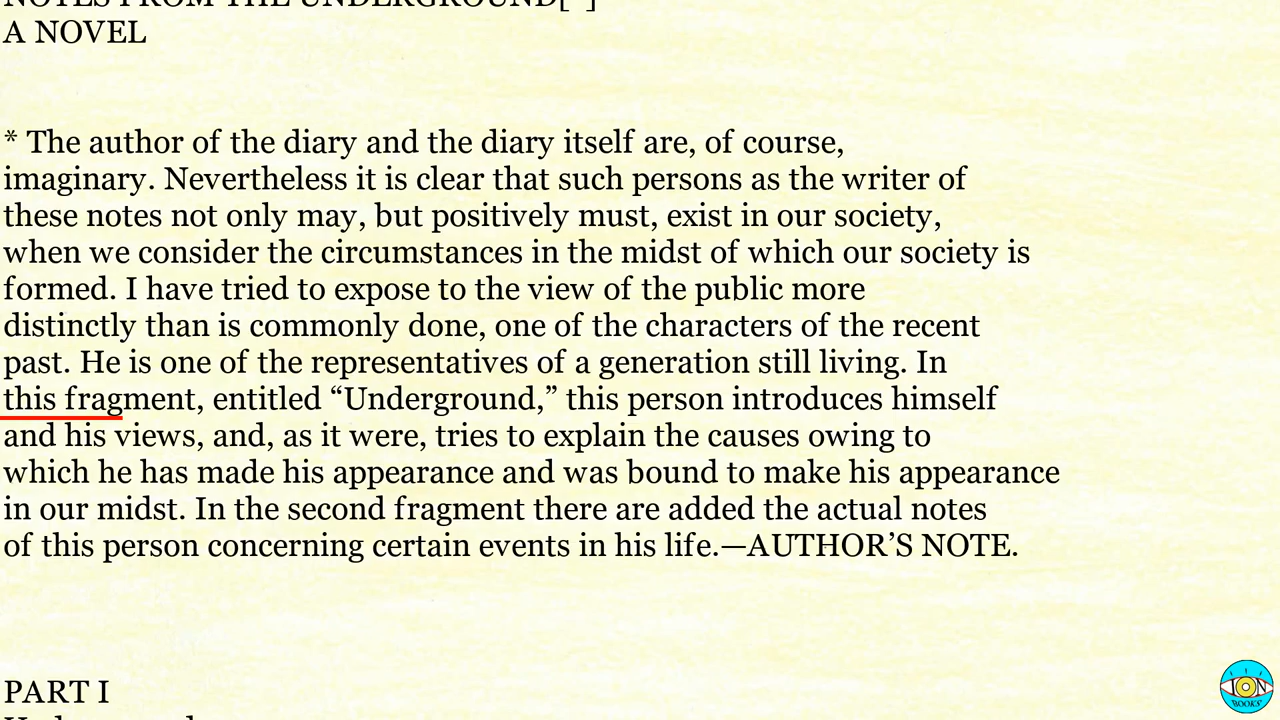 NOTES FROM THE UNDERGROUND[*]
A NOVEL
* The author of the diary and the diary itself are, of course,
imaginary. Nevertheless it is clear that such persons as the writer of
these notes not only may, but positively must, exist in our society,
when we consider the circumstances in the midst of which our society is
formed. I have tried to expose to the view of the public more
distinctly than is commonly done, one of the characters of the recent
past. He is one of the representatives of a generation still living. In
this fragment, entitled “Underground,” this person introduces himself
and his views, and, as it were, tries to explain the causes owing to
which he has made his appearance and was bound to make his appearance
in our midst. In the second fragment there are added the actual notes
of this person concerning certain events in his life.—AUTHOR’S NOTE.
PART I
ION
BOOKS